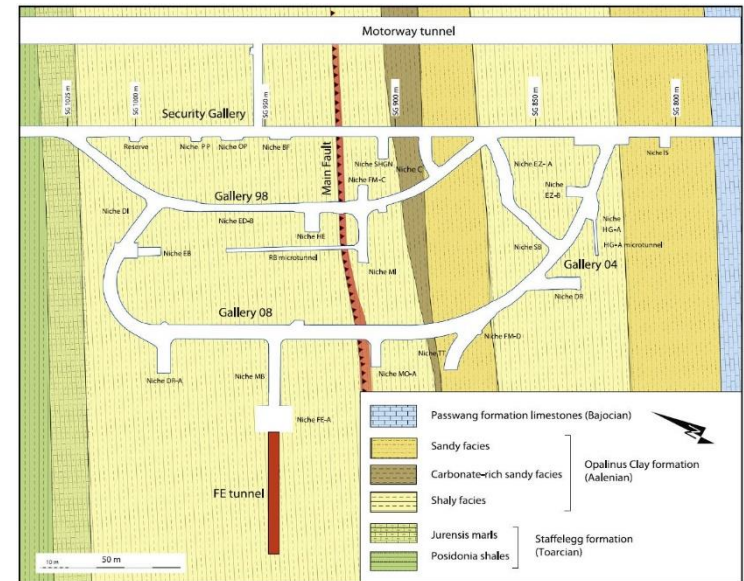 Motorway tunnel
SG 1025 m
SG 1000 m
SG 950 m
SG 900 m
SG 850 m
SG 800 m
Security Gallery
Reserve
Niche PP
Niche OP
Niche BF
Main Fault
Niche SHGN
Niche C
Niche EZ-A
Niche IS
Niche FM-C
Niche
EZ-B
Gallery 98
Niche DI
Niche ED-B
Niche HE
Niche
HG-A
Niche EB
RB microtunnel
Niche MI
Niche SB
HG-A microtunnel
Gallery 04
Niche DR
Gallery 08
Niche EM-D
Niche TT
Niche DR-A
Niche MB
Niche MO-A
Niche FE-A
FE tunnel
Passwang formation limestones (Bajocian)
Sandy facies
Carbonate-rich sandy facies
Shaly facies
Opalinus Clay formation
(Aalenian)
Jurensis marls
Posidonia shales
Staffelegg formation
(Toarcian)
10 m
50 m